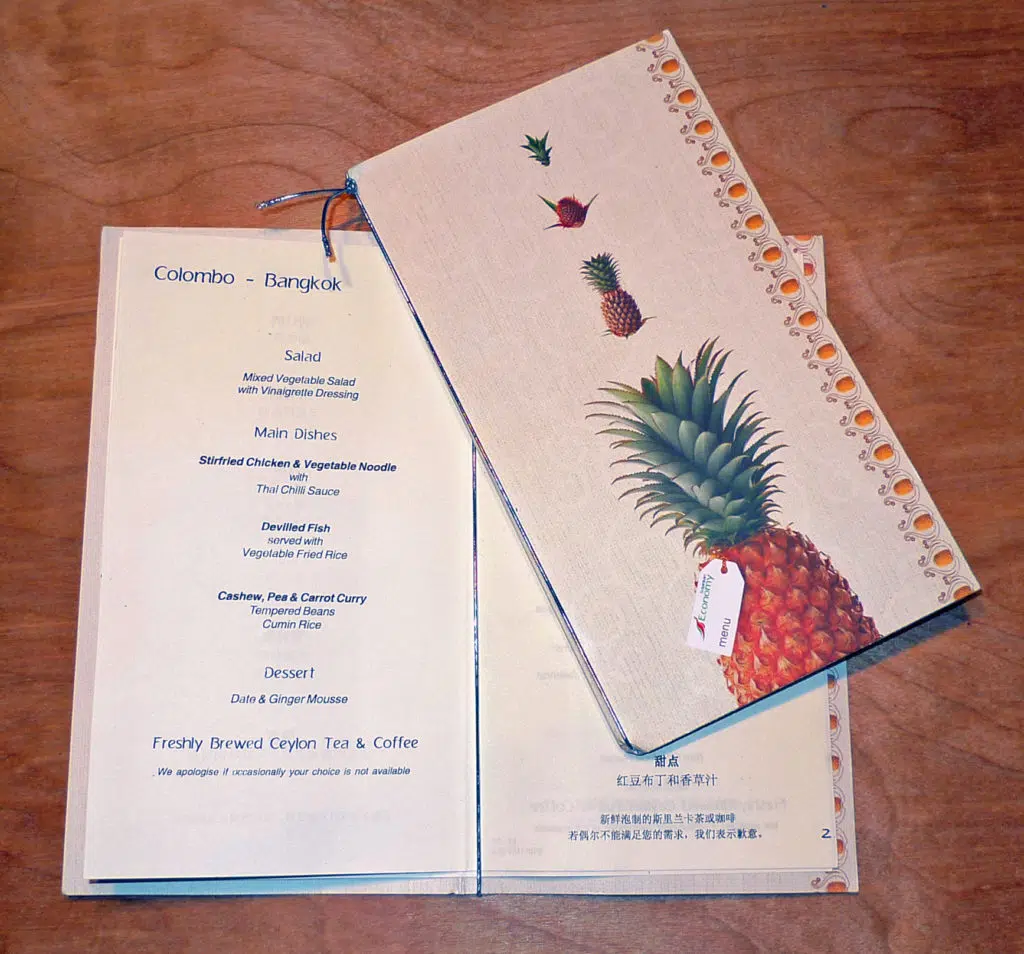 Colombo - Bangkok
Salad
Mixed Vegetable Salad
with Vinaigrette Dressing
Main Dishes
Stirfried Chicken & Vegetable Noodle
with
Thai Chilli Sauce
Devilled Fish
served with
Vegetable Fried Rice
Cashew, Pea & Carrot Curry
Tempered Beans
Cumin Rice
Dessert
Date & Ginger Mousse
Freshly Brewed Ceylon Tea & Coffee
We apologise if occasionally your choice is not available
Economy
menu
甜点
红豆布丁和香草汁
新鲜泡制的斯里兰卡茶或咖啡
若偶尔不能满足您的需求，我们表示歉意。
2